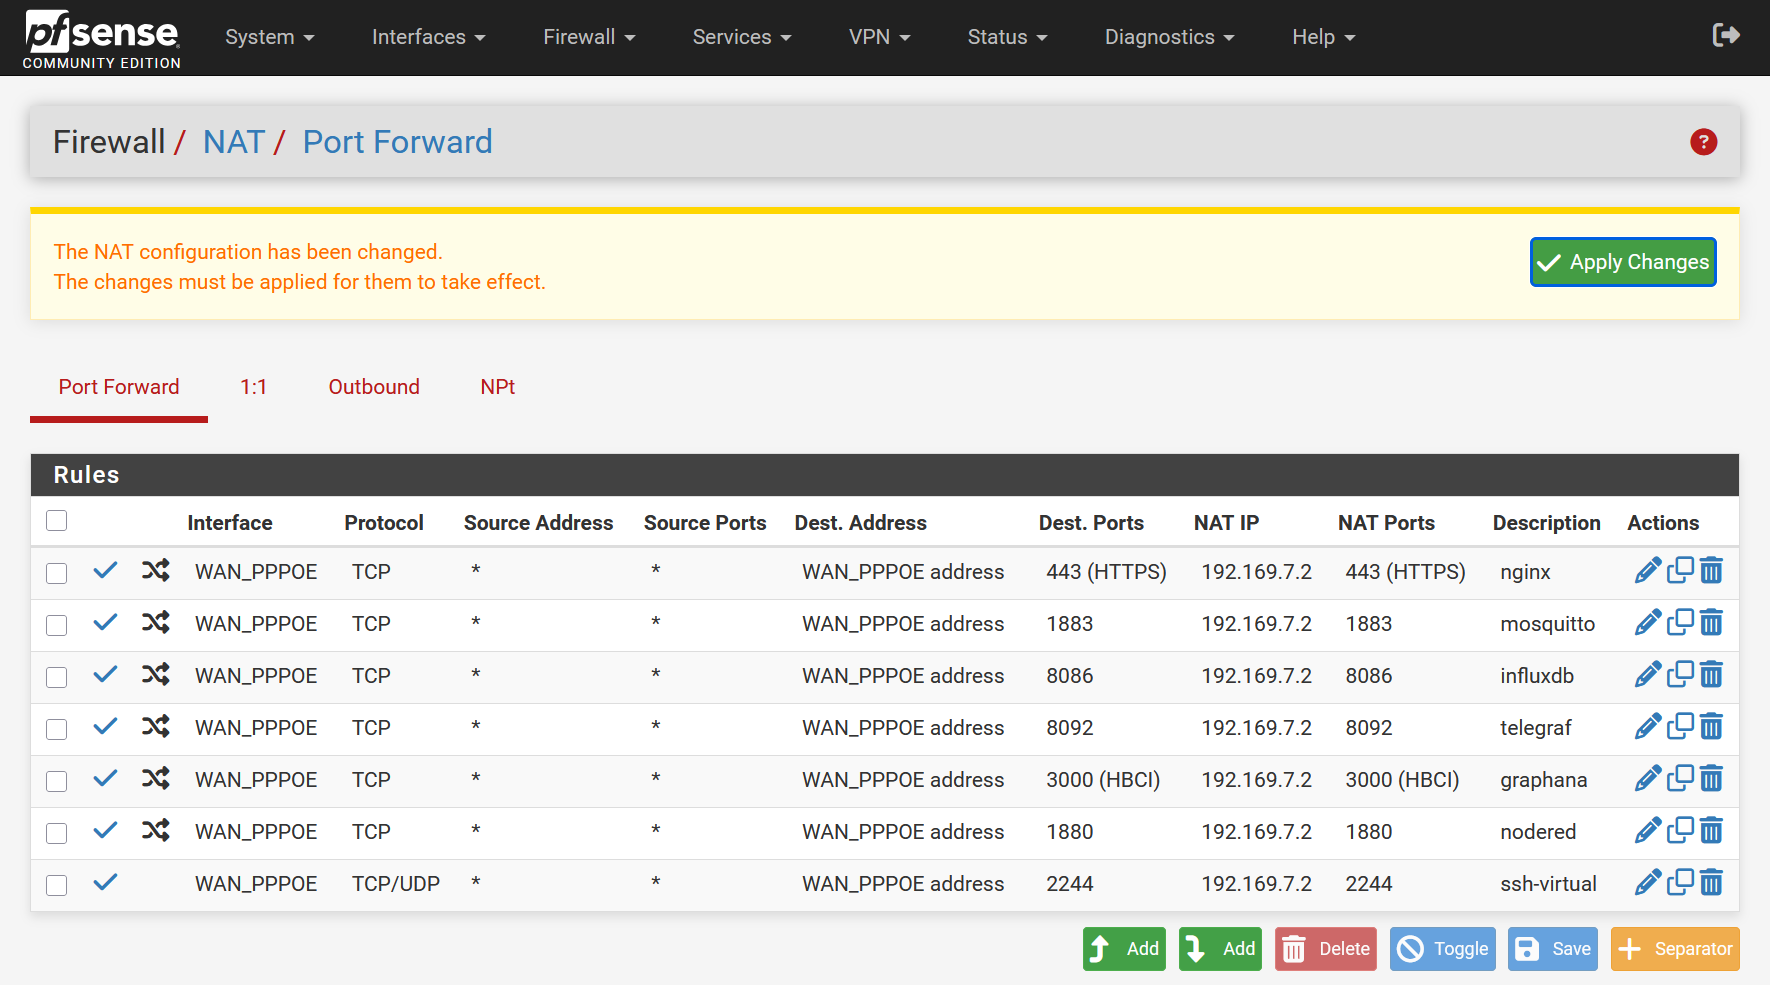 pfsense
COMMUNITY EDITION
System Interfaces Firewall Services VPN Status Diagnostics Help
Firewall / NAT / Port Forward
?
The NAT configuration has been changed.
The changes must be applied for them to take effect.
Apply Changes
Port Forward 1:1 Outbound NPt
Rules
Interface Protocol Source Address Source Ports Dest. Address Dest. Ports NAT IP NAT Ports Description Actions
WAN_PPPOE TCP * * WAN_PPPOE address 443 (HTTPS) 192.169.7.2 443 (HTTPS) nginx
WAN_PPPOE TCP * * WAN_PPPOE address 1883 192.169.7.2 1883 mosquitto
WAN_PPPOE TCP * * WAN_PPPOE address 8086 192.169.7.2 8086 influxdb
WAN_PPPOE TCP * * WAN_PPPOE address 8092 192.169.7.2 8092 telegraf
WAN_PPPOE TCP * * WAN_PPPOE address 3000 (HBCI) 192.169.7.2 3000 (HBCI) graphana
WAN_PPPOE TCP * * WAN_PPPOE address 1880 192.169.7.2 1880 nodered
WAN_PPPOE TCP/UDP * * WAN_PPPOE address 2244 192.169.7.2 2244 ssh-virtual
Add Add Delete Toggle Save Separator